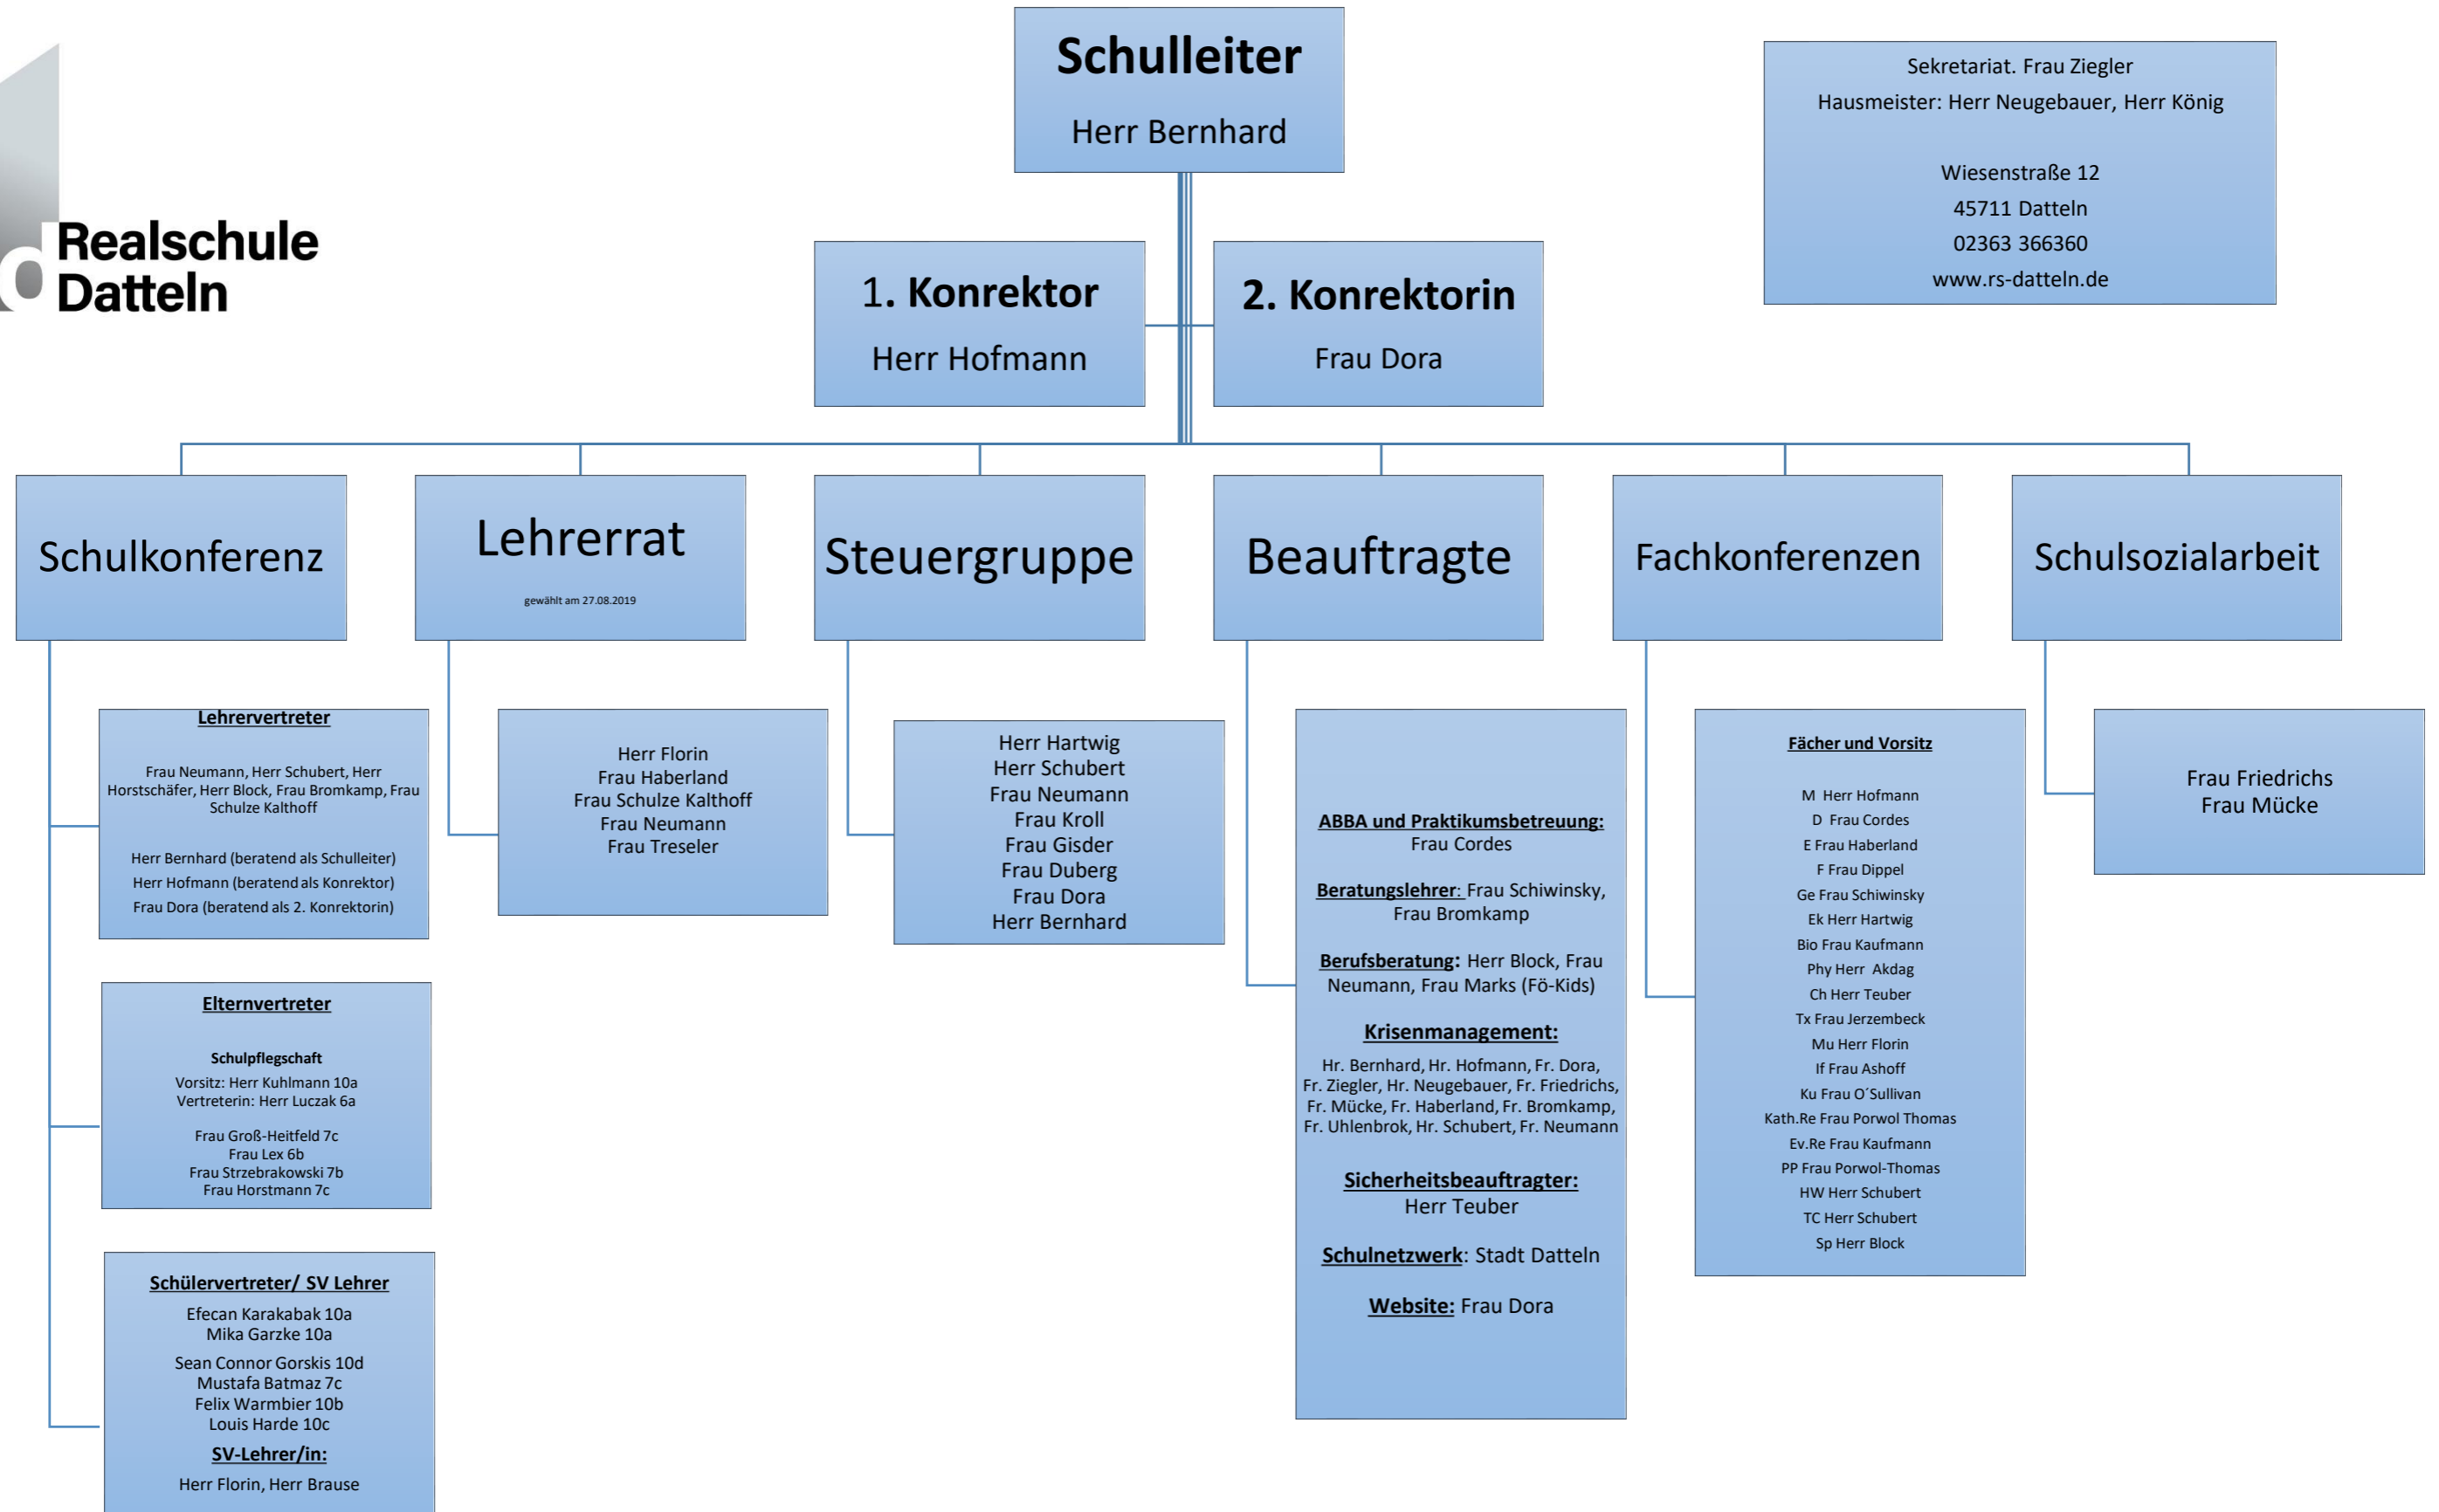 Schulleiter
Herr Bernhard
Sekretariat. Frau Ziegler
Hausmeister: Herr Neugebauer, Herr König
Wiesenstraße 12
45711 Datteln
02363 366360
www.rs-datteln.de
d Realschule
Datteln
1. Konrektor
Herr Hofmann
2. Konrektorin
Frau Dora
Schulkonferenz
Lehrerrat
gewählt am 27.08.2019
Steuergruppe
Beauftragte
Fachkonferenzen
Schulsozialarbeit
Lehrervertreter
Frau Neumann, Herr Schubert, Herr
Horstschäfer, Herr Block, Frau Bromkamp, Frau
Schulze Kalthoff
Herr Bernhard (beratend als Schulleiter)
Herr Hofmann (beratend als Konrektor)
Frau Dora (beratend als 2. Konrektorin)
Elternvertreter
Schulpflegschaft
Vorsitz: Herr Kuhlmann 10a
Vertreterin: Herr Luczak 6a
Frau Groß-Heitfeld 7c
Frau Lex 6b
Frau Strzebrakowski 7b
Frau Horstmann 7c
Schülervertreter/ SV Lehrer
Efecan Karakabak 10a
Mika Garzke 10a
Sean Connor Gorskis 10d
Mustafa Batmaz 7c
Felix Warmbier 10b
Louis Harde 10c
SV-Lehrer/in:
Herr Florin, Herr Brause
Herr Florin
Frau Haberland
Frau Schulze Kalthoff
Frau Neumann
Frau Treseler
Herr Hartwig
Herr Schubert
Frau Neumann
Frau Kroll
Frau Gisder
Frau Duberg
Frau Dora
Herr Bernhard
ABBA und Praktikumsbetreuung:
Frau Cordes
Beratungslehrer: Frau Schiwinsky,
Frau Bromkamp
Berufsberatung: Herr Block, Frau
Neumann, Frau Marks (Fö-Kids)
Krisenmanagement:
Hr. Bernhard, Hr. Hofmann, Fr. Dora,
Fr. Ziegler, Hr. Neugebauer, Fr. Friedrichs,
Fr. Mücke, Fr. Haberland, Fr. Bromkamp,
Fr. Uhlenbrok, Hr. Schubert, Fr. Neumann
Sicherheitsbeauftragter:
Herr Teuber
Schulnetzwerk: Stadt Datteln
Website: Frau Dora
Fächer und Vorsitz
M Herr Hofmann
D Frau Cordes
E Frau Haberland
F Frau Dippel
Ge Frau Schiwinsky
Ek Herr Hartwig
Bio Frau Kaufmann
Phy Herr Akdag
Ch Herr Teuber
Tx Frau Jerzembeck
Mu Herr Florin
If Frau Ashoff
Ku Frau O´Sullivan
Kath.Re Frau Porwol Thomas
Ev.Re Frau Kaufmann
PP Frau Porwol-Thomas
HW Herr Schubert
TC Herr Schubert
Sp Herr Block
Frau Friedrichs
Frau Mücke